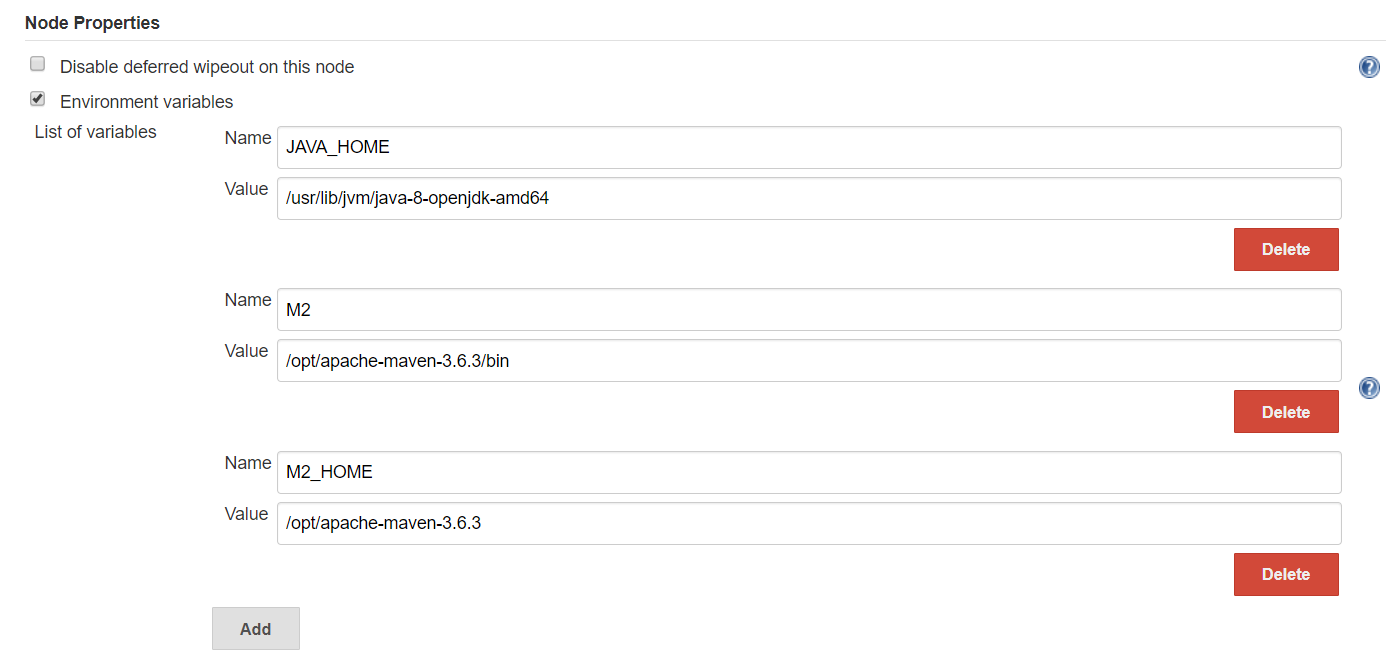 Node Properties
Disable deferred wipeout on this node
?
Environment variables
List of variables
Name JAVA_HOME
Value /usr/lib/jvm/java-8-openjdk-amd64
Delete
Name M2
Value /opt/apache-maven-3.6.3/bin
?
Delete
Name M2_HOME
Value /opt/apache-maven-3.6.3
Delete
Add